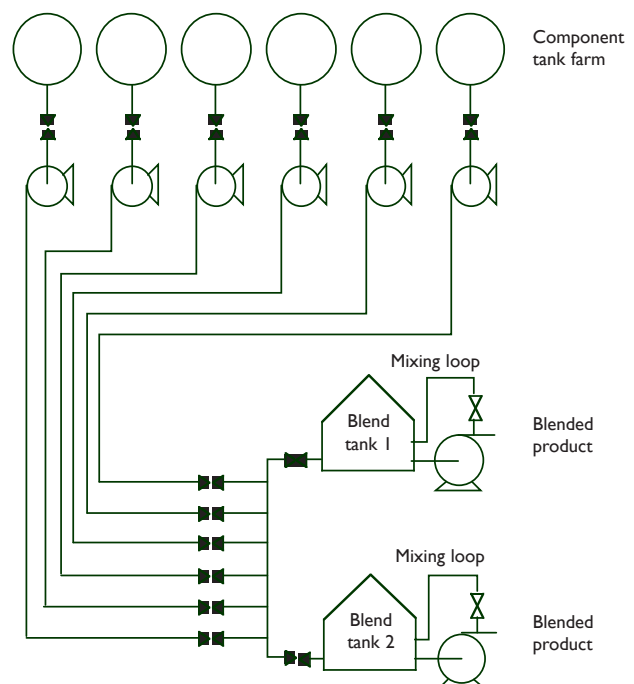 Component
tank farm
Mixing loop
Blend
tank 1
Blended
product
Mixing loop
Blend
tank 2
Blended
product